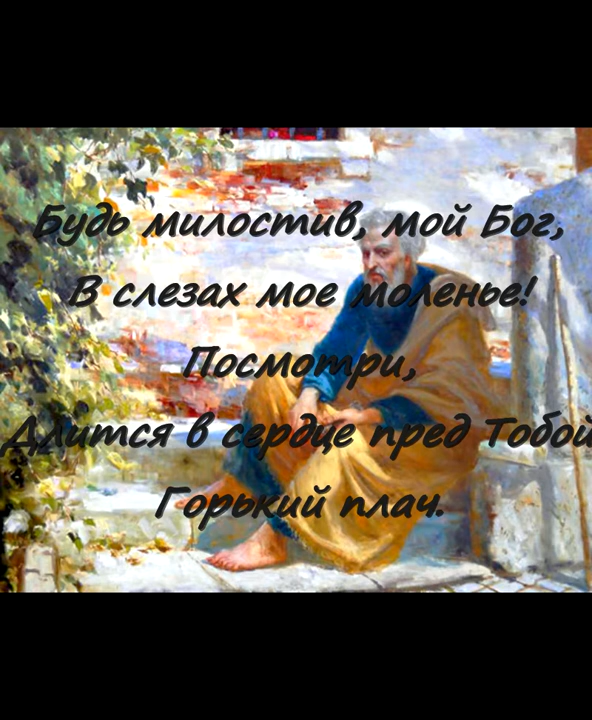 Будь милостив, мой Бог,
В слезах мое моленье!
Посмотри,
Длится в сердце пред Тобой
Горький плач.